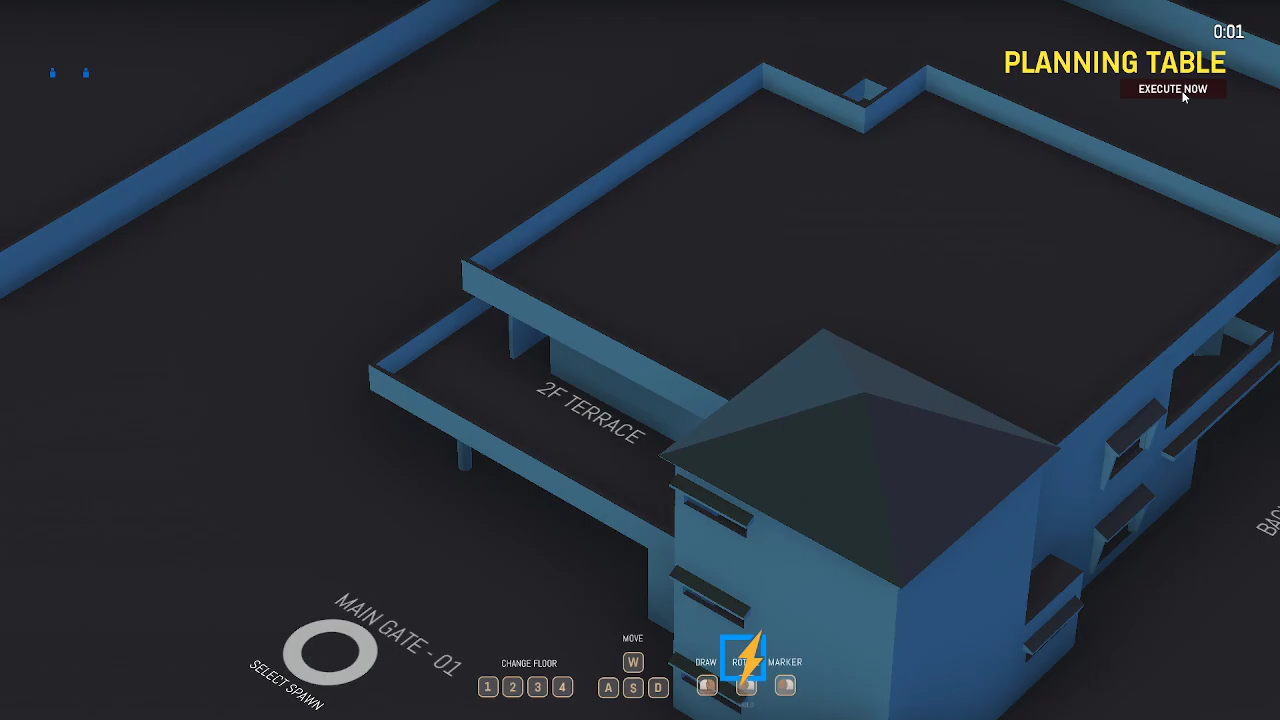 0:01
PLANNING TABLE
EXECUTE NOW
2F TERRACE
MAIN GATE - 01
SELECT SPAWN
MOVE
W
CHANGE FLOOR
1 2 3 4
A S D
DRAW
MARKER